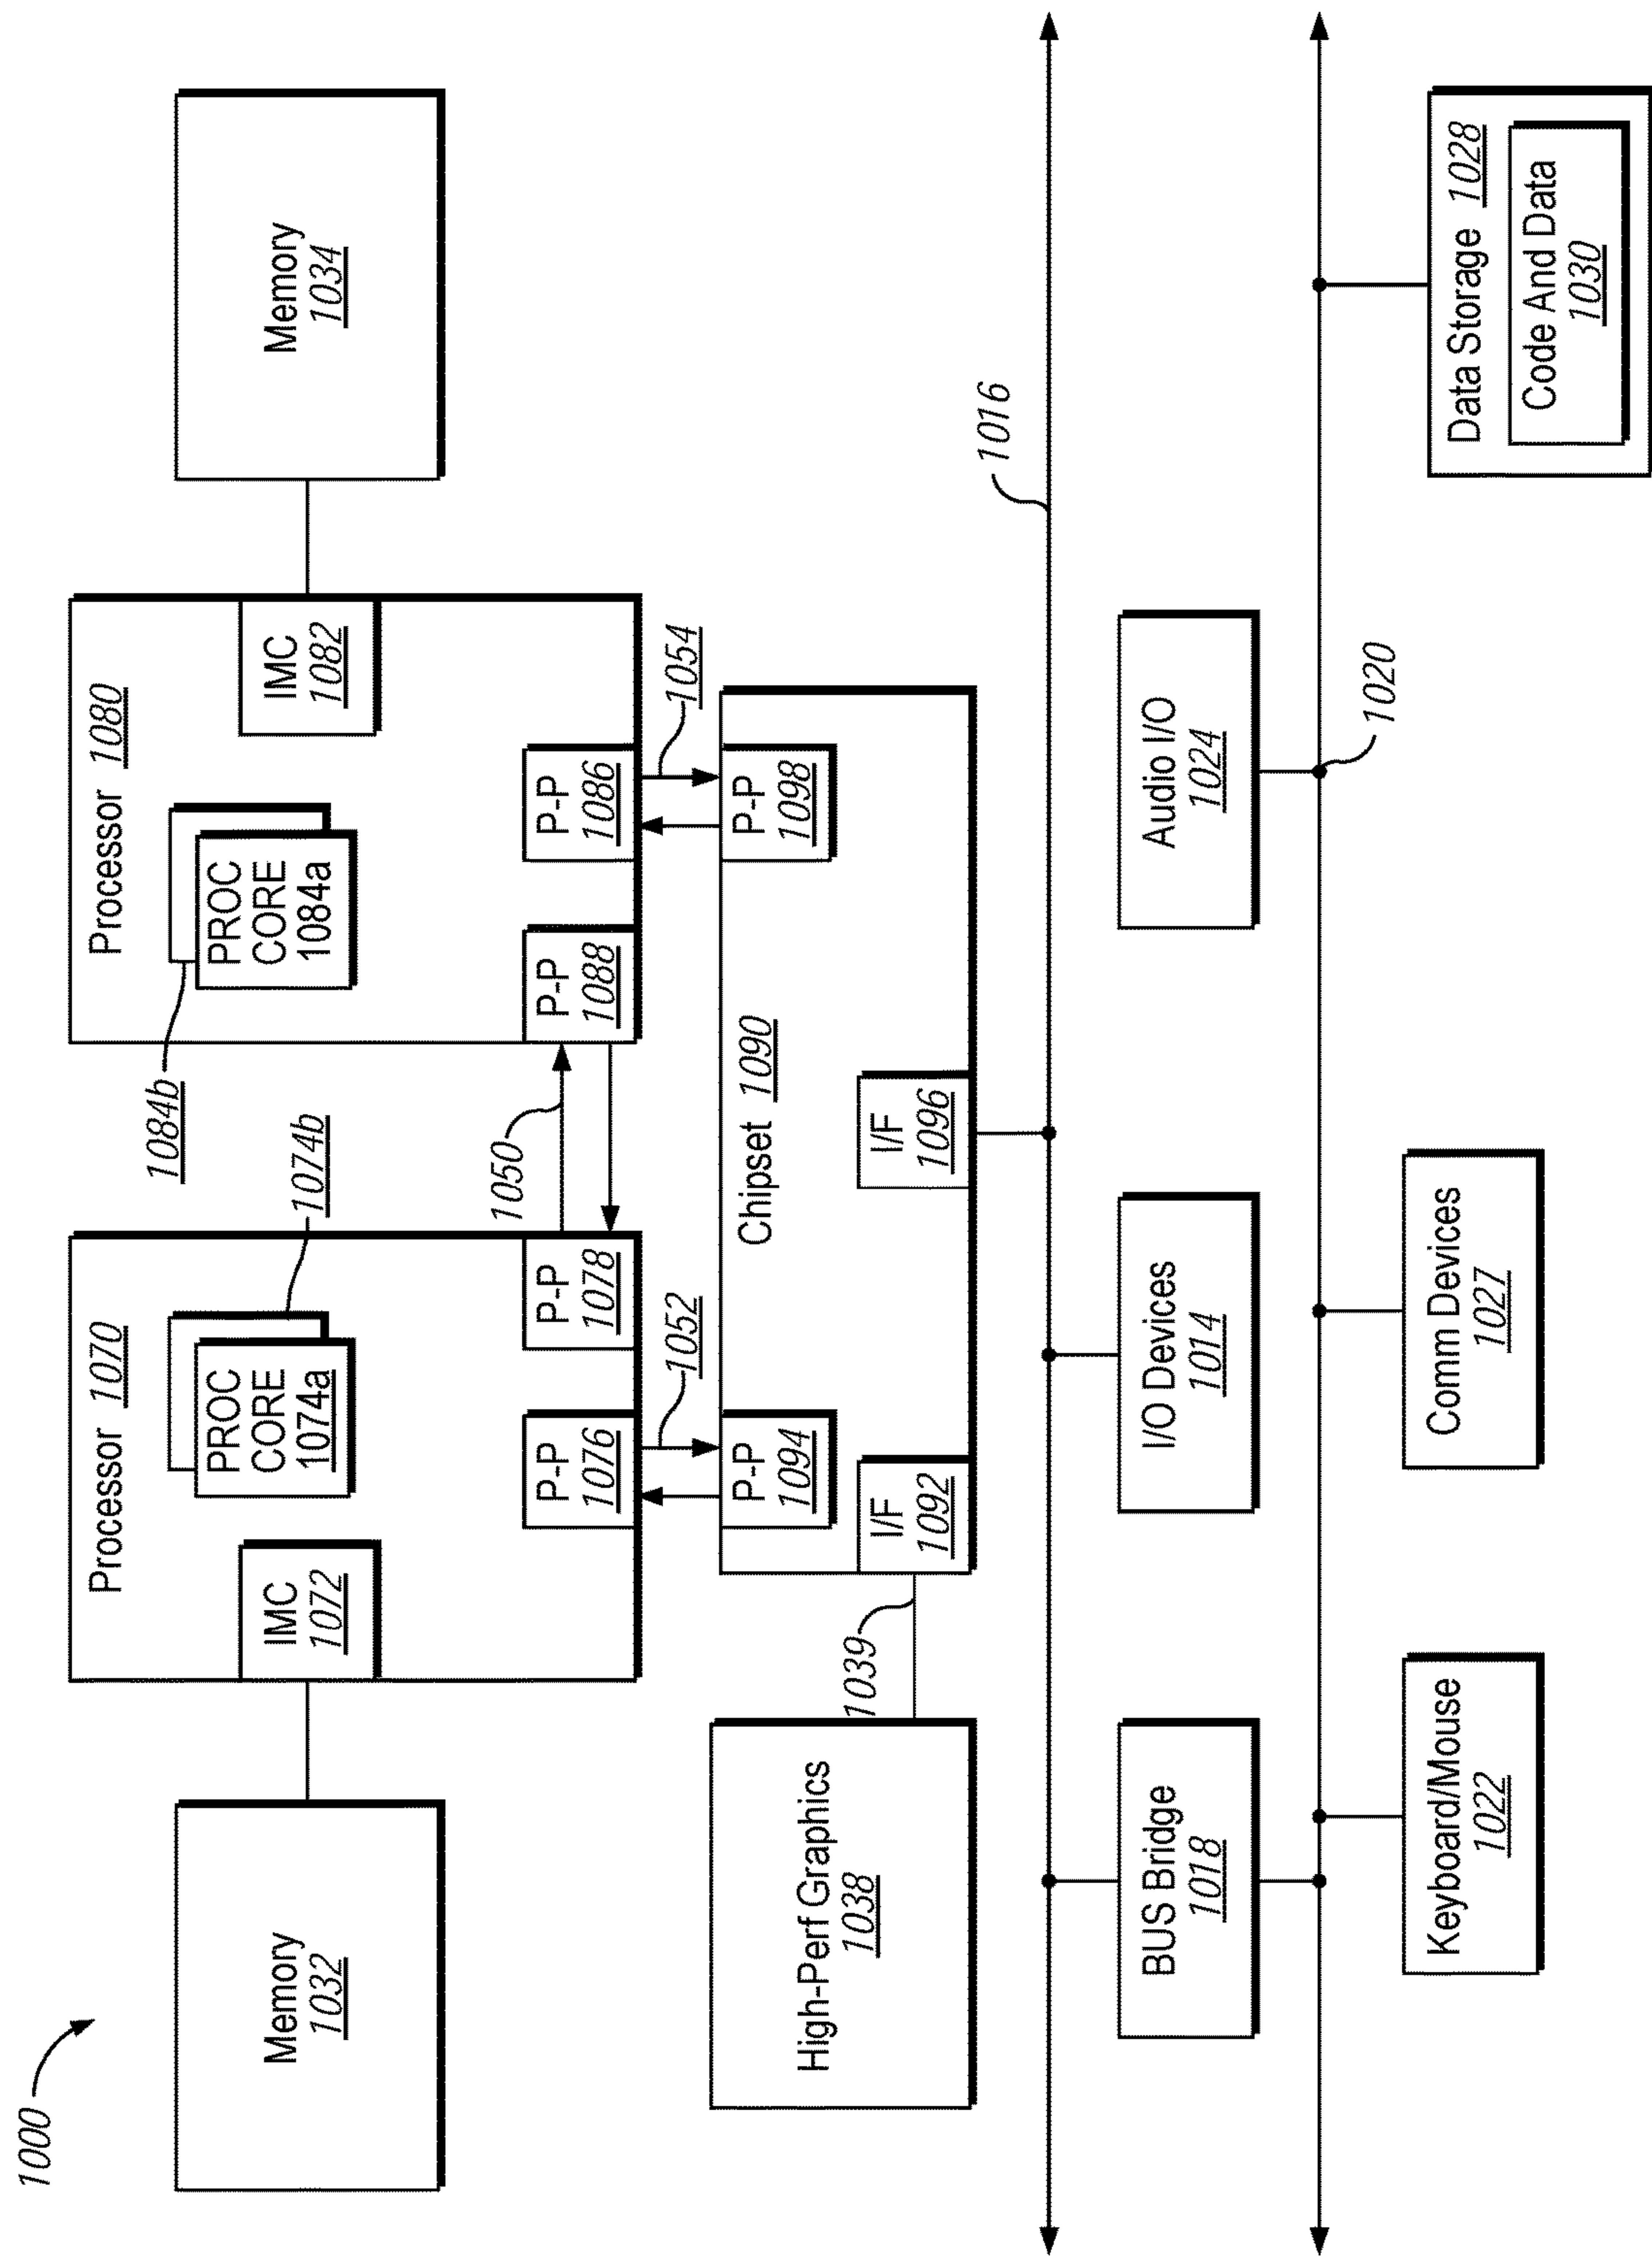 1000
Memory
1032
Processor 1070
IMC
1072
PROC
CORE
1074a
1074b
P-P
1076
P-P
1078
1050
1084b
Processor 1080
PROC
CORE
1084a
IMC
1082
P-P
1088
P-P
1086
Memory
1034
1052
1054
High-Perf Graphics
1038
1039
Chipset 1090
P-P
1094
P-P
1098
I/F
1092
I/F
1096
1016
BUS Bridge
1018
I/O Devices
1014
Audio I/O
1024
1020
Keyboard/Mouse
1022
Comm Devices
1027
Data Storage 1028
Code And Data
1030